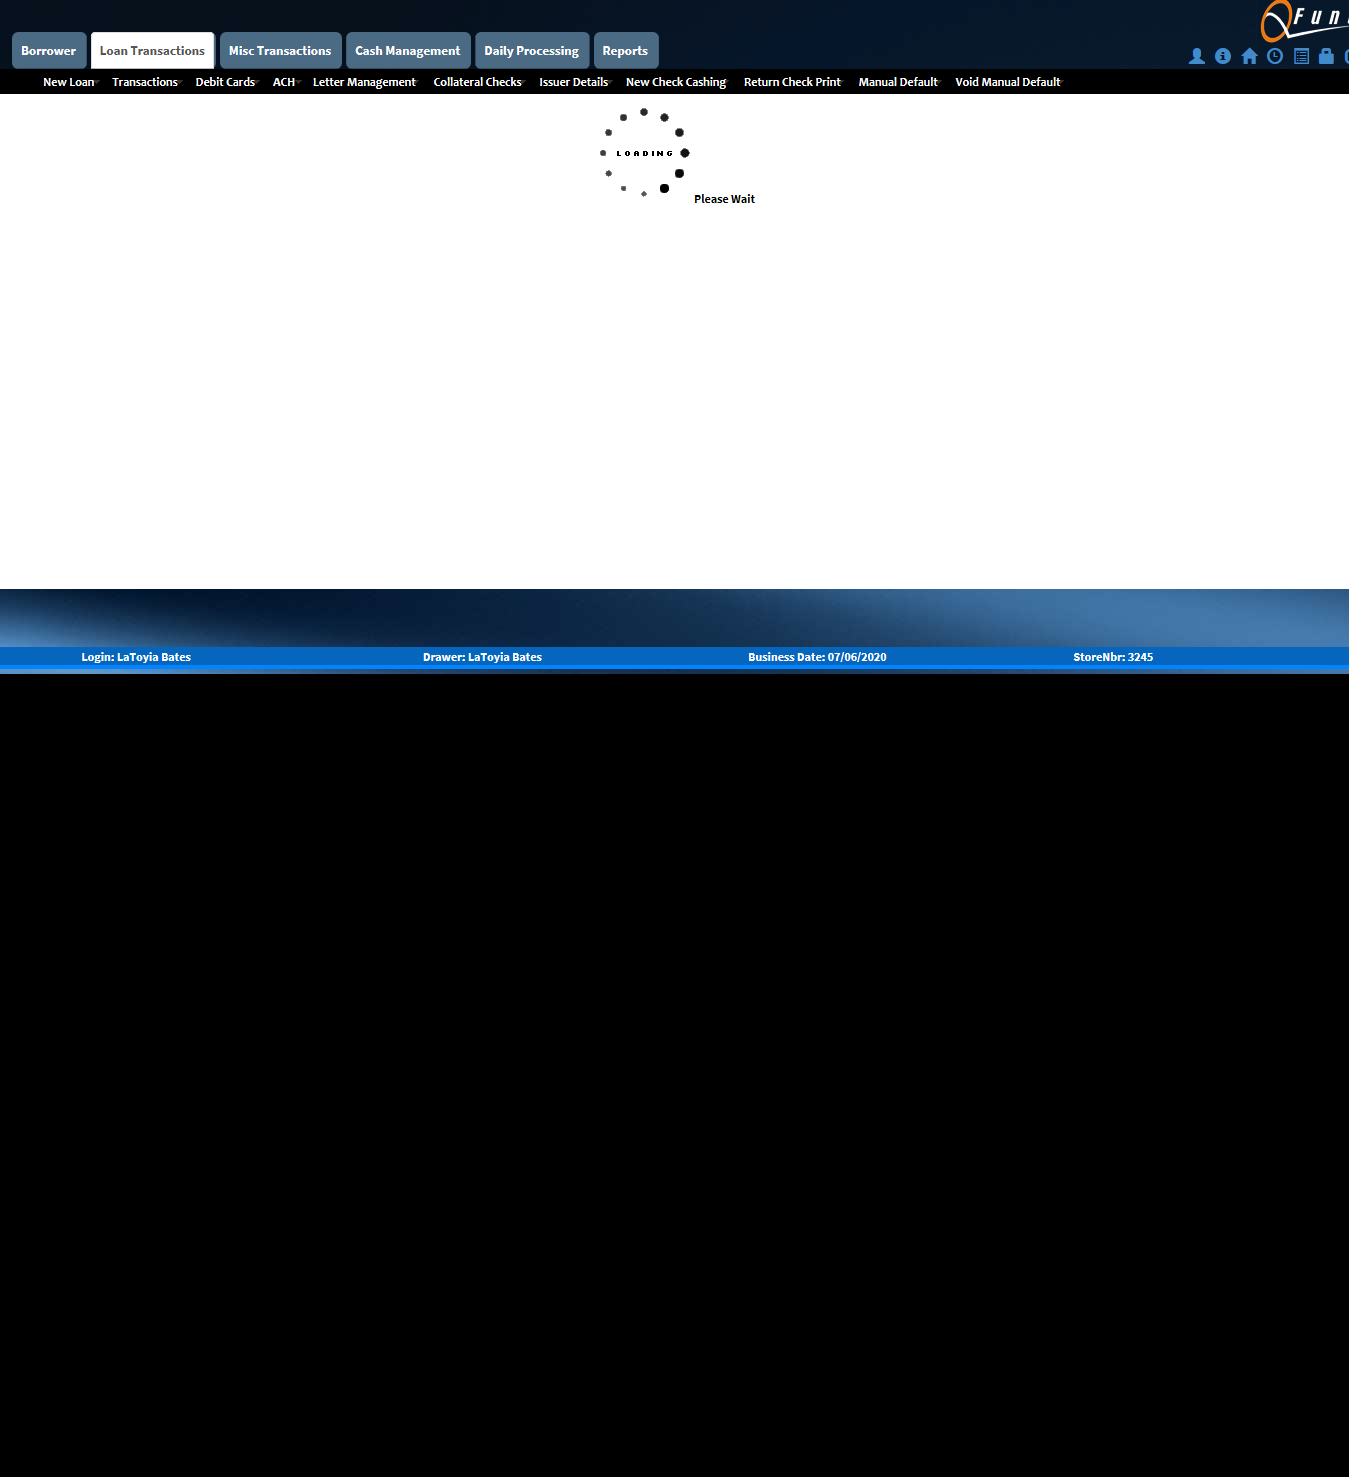 Fun
Borrower Loan Transactions Misc Transactions Cash Management Daily Processing Reports
New Loan Transactions Debit Cards ACH Letter Management Collateral Checks Issuer Details New Check Cashing Return Check Print Manual Default Void Manual Default
LOADING
Please Wait
Login: LaToyia Bates Drawer: LaToyia Bates Business Date: 07/06/2020 StoreNbr: 3245